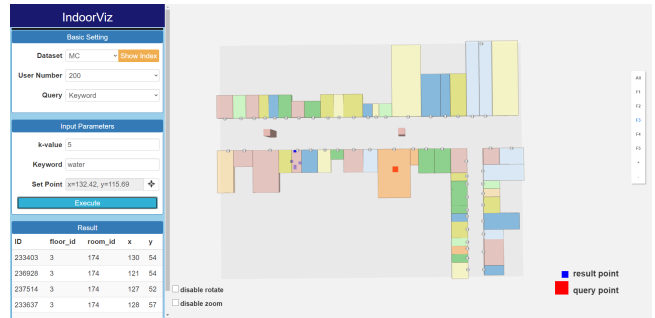 IndoorViz
Basic Setting
Dataset MC Show Index
User Number 200
Query Keyword
Input Parameters
k-value 5
Keyword water
Set Point x=132.42, y=115.69
Execute
Result
ID floor_id room_id x y
233403 3 174 130 54
236928 3 174 121 54
237514 3 174 127 52
233637 3 174 128 57
disable rotate
disable zoom
All
F1
F2
F3
F4
F5
+
-
result point
query point